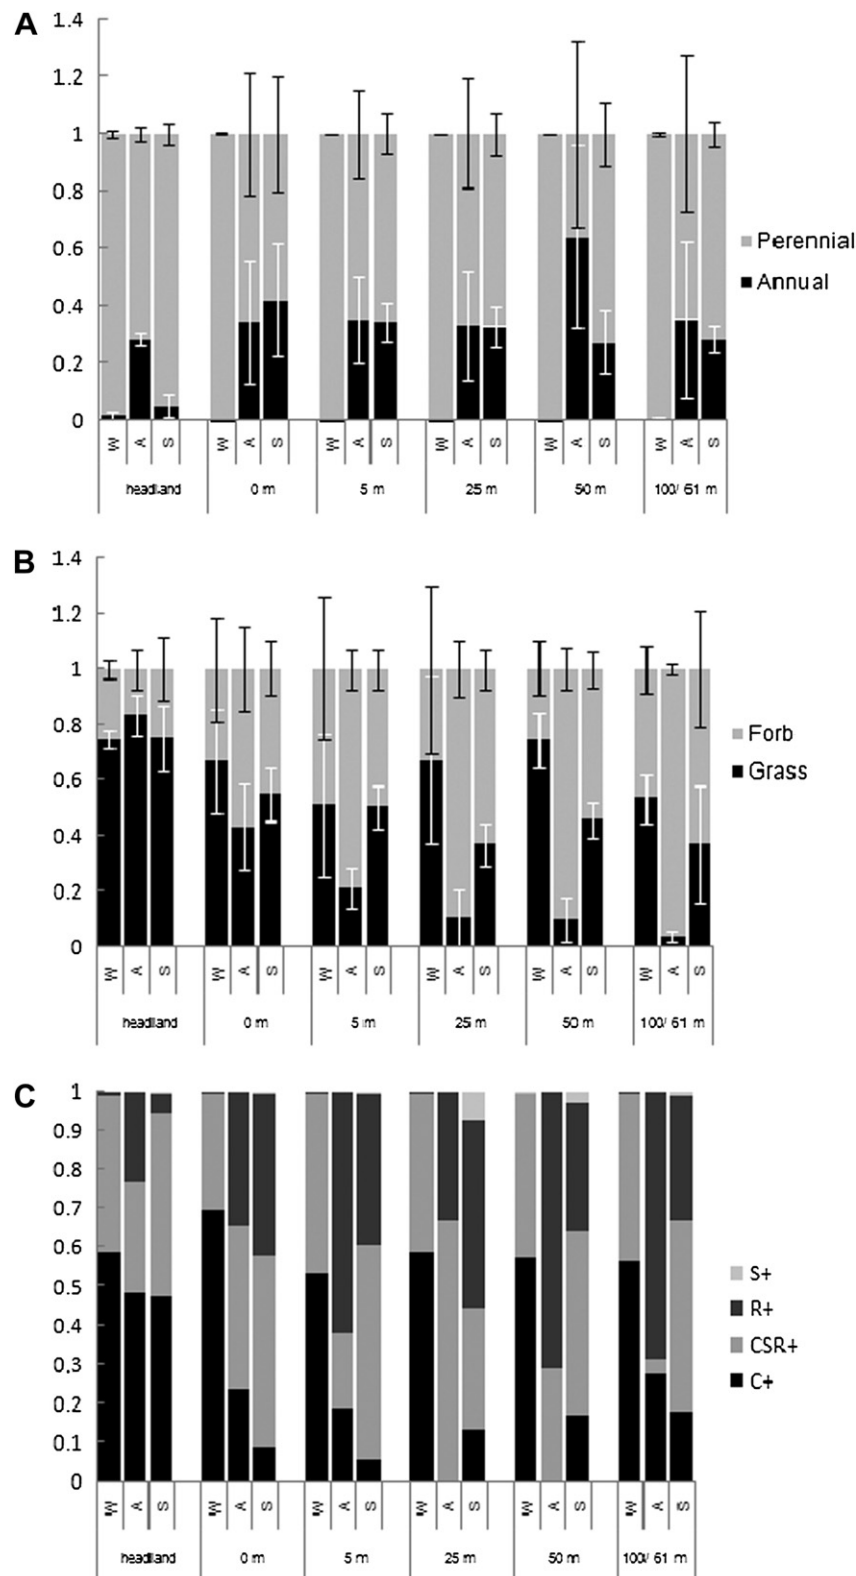 A
1.4
1.2
1
0.8
0.6
0.4
0.2
0
Perennial
Annual
W A S W A S W A S W A S W A S W A S
headland 0 m 5 m 25 m 50 m 100/ 61 m
B
1.4
1.2
1
0.8
0.6
0.4
0.2
0
Forb
Grass
W A S W A S W A S W A S W A S W A S
headland 0 m 5 m 25 m 50 m 100/ 61 m
C
1
0.9
0.8
0.7
0.6
0.5
0.4
0.3
0.2
0.1
0
S+
R+
CSR+
C+
W A S W A S W A S W A S W A S W A S
headland 0 m 5 m 25 m 50 m 100/ 61 m